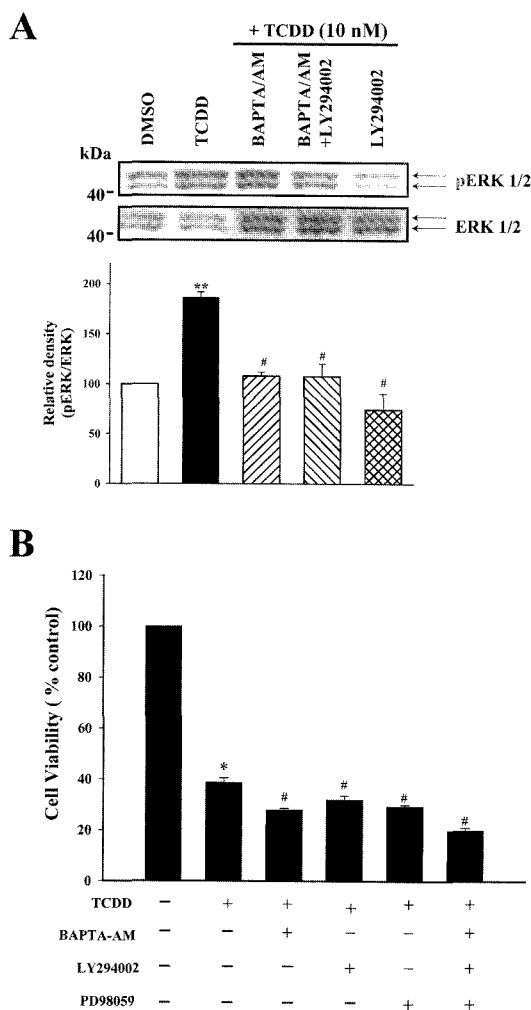 A
+ TCDD (10 nM)
DMSO
TCDD
BAPTA/AM
BAPTA/AM
+LY294002
LY294002
kDa
40-
pERK 1/2
40-
ERK 1/2
Relative density
(pERK/ERK)
200
150
100
50
0
**
#
#
#
B
Cell Viability ( % control)
120
100
80
60
40
20
0
*
#
#
#
#
TCDD - + + + + +
BAPTA-AM - - + - - +
LY294002 - - - + - +
PD98059 - - - - + +